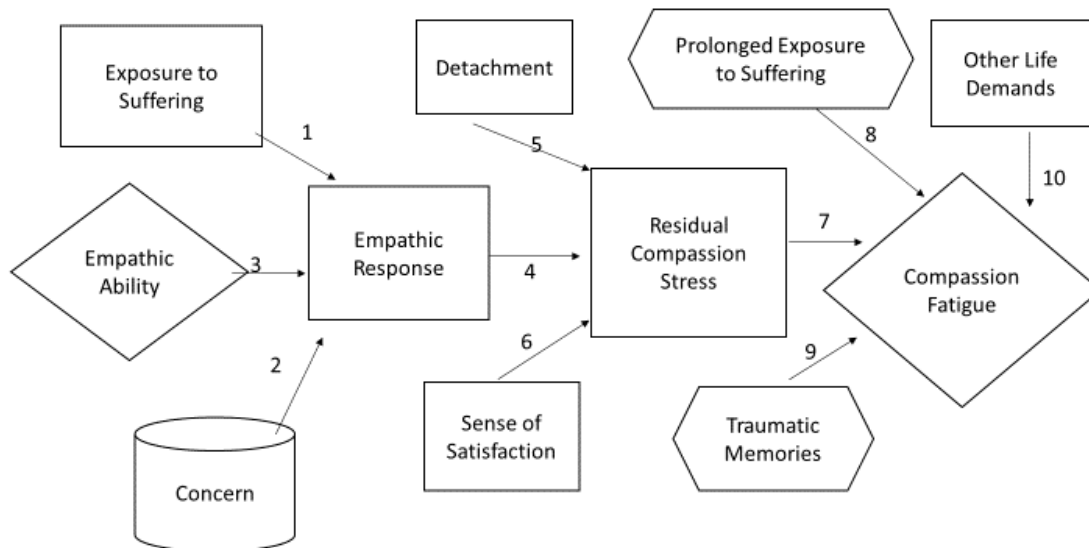 Exposure to
Suffering
Detachment
Prolonged Exposure
to Suffering
Other Life
Demands
1
5
8
10
Empathic
Ability
3
Empathic
Response
4
Residual
Compassion
Stress
7
Compassion
Fatigue
2
6
9
Concern
Sense of
Satisfaction
Traumatic
Memories